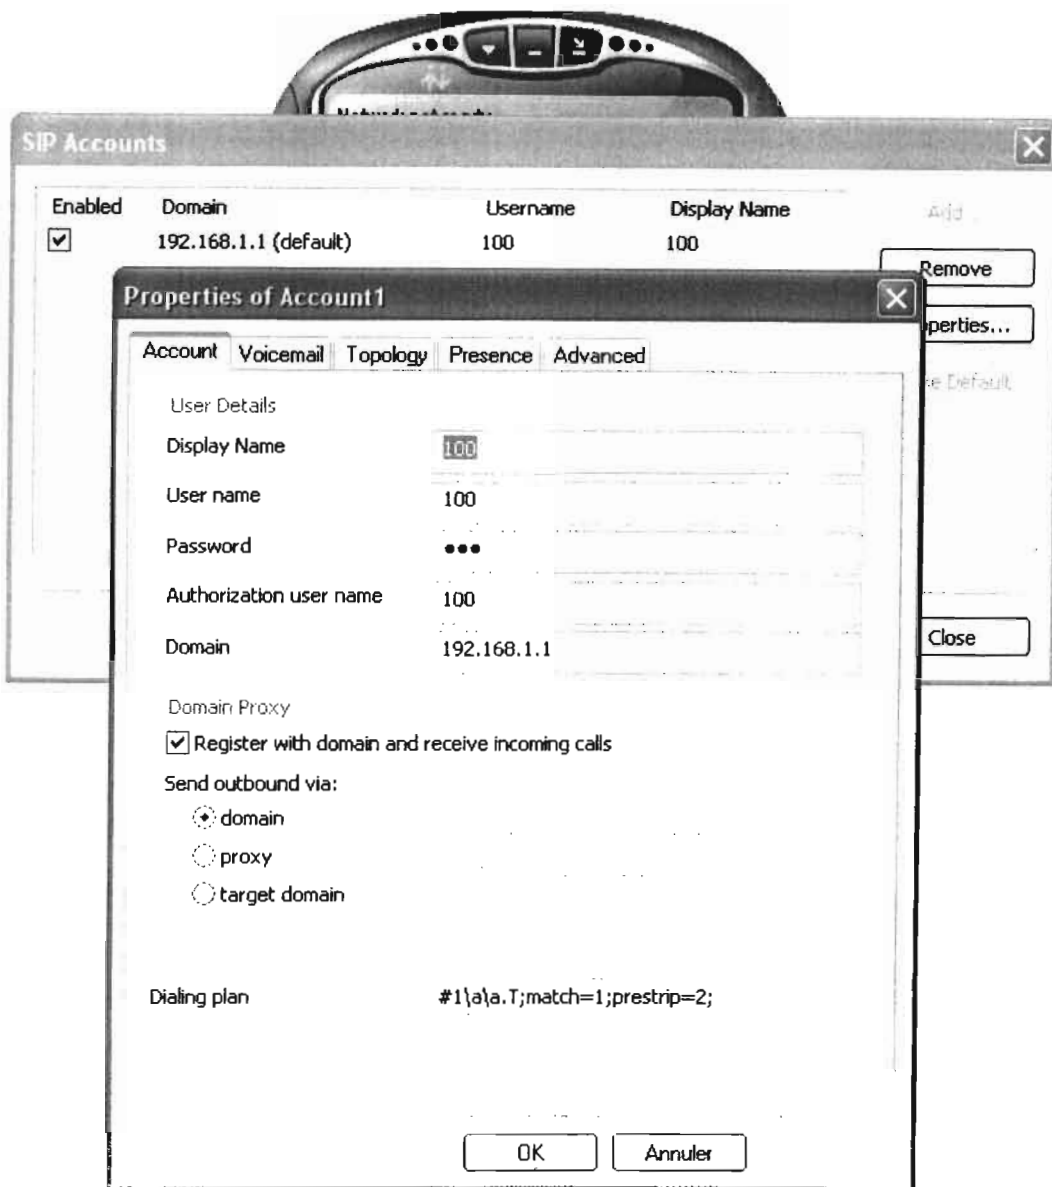 SIP Accounts
Enabled Domain Username Display Name Add
192.168.1.1 (default) 100 100
Remove
Properties of Account1
operties...
Account Voicemail Topology Presence Advanced
Default
User Details
Display Name 100
User name 100
Password •••
Authorization user name 100
Domain 192.168.1.1
Close
Domain Proxy
Register with domain and receive incoming calls
Send outbound via:
domain
proxy
target domain
Dialing plan #1\a\a.T;match=1;prestrip=2;
OK Annuler